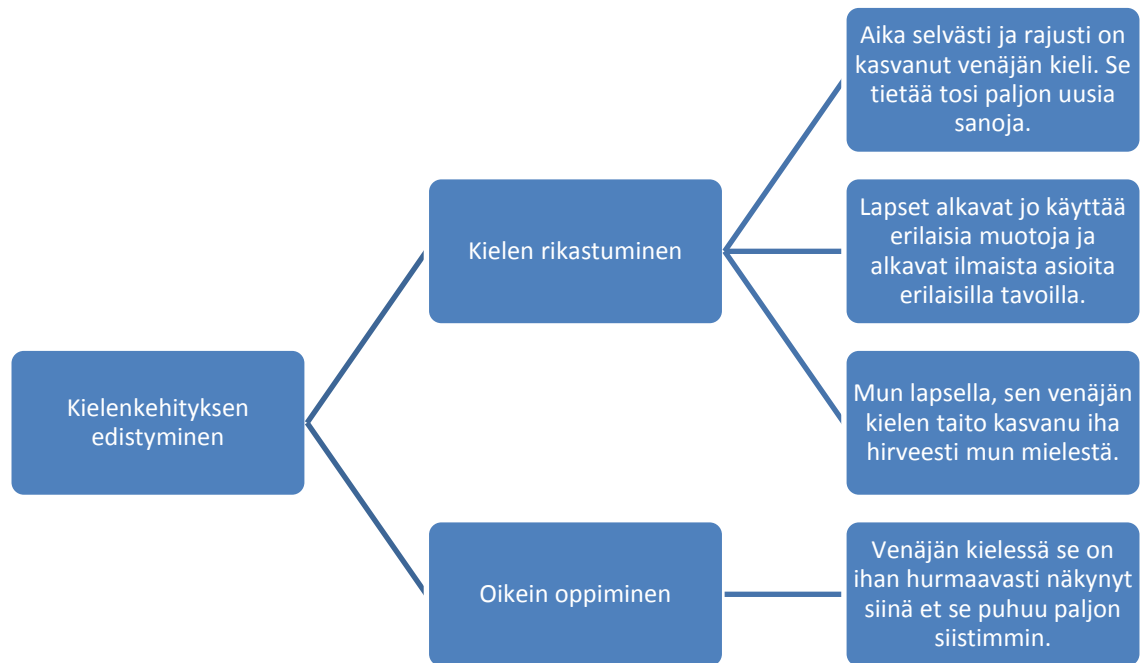 Kielenkehityksen
edistyminen
Kielen rikastuminen
Aika selvästi ja rajusti on
kasvanut venäjän kieli. Se
tietää tosi paljon uusia
sanoja.
Lapset alkavat jo käyttää
erilaisia muotoja ja
alkavat ilmaista asioita
erilaisilla tavoilla.
Mun lapsella, sen venäjän
kielen taito kasvanu iha
hirveesti mun mielestä.
Oikein oppiminen
Venäjän kielessä se on
ihan hurmaavasti näkynyt
siinä et se puhuu paljon
siistimmin.